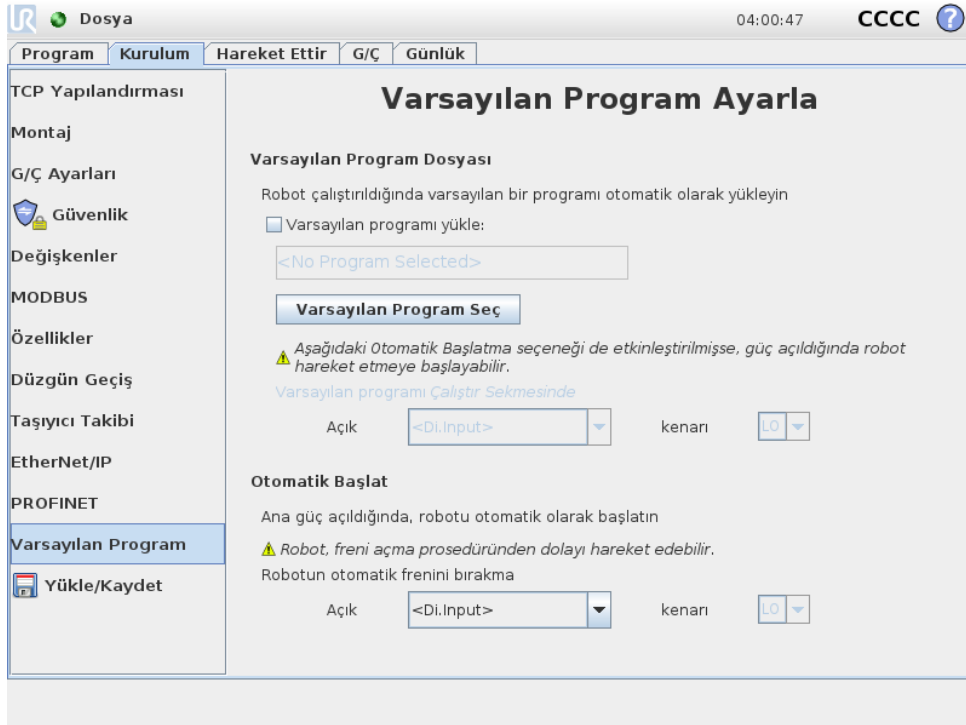 UR Dosya 04:00:47 CCCC ?
Program Kurulum Hareket Ettir G/Ç Günlük
TCP Yapılandırması
Montaj
G/Ç Ayarları
Güvenlik
Değişkenler
MODBUS
Özellikler
Düzgün Geçiş
Taşıyıcı Takibi
EtherNet/IP
PROFINET
Varsayılan Program
Yükle/Kaydet
Varsayılan Program Ayarla
Varsayılan Program Dosyası
Robot çalıştırıldığında varsayılan bir programı otomatik olarak yükleyin
Varsayılan programı yükle:
<No Program Selected>
Varsayılan Program Seç
Aşağıdaki Otomatik Başlatma seçeneği de etkinleştirilmişse, güç açıldığında robot
hareket etmeye başlayabilir.
Varsayılan programı Çalıştır Sekmesinde
Açık <Di.Input> kenarı LO
Otomatik Başlat
Ana güç açıldığında, robotu otomatik olarak başlatın
Robot, freni açma prosedüründen dolayı hareket edebilir.
Robotun otomatik frenini bırakma
Açık <Di.Input> kenarı LO